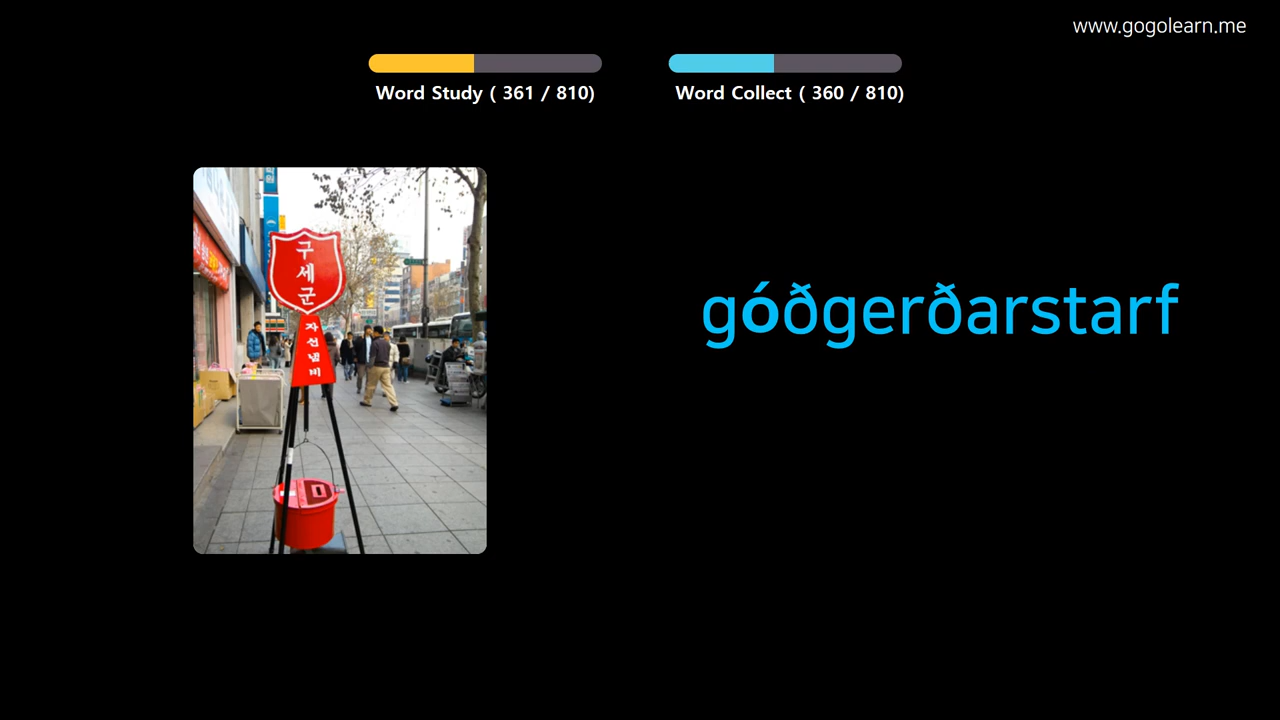 www.gogolearn.me
Word Study ( 361 / 810)
Word Collect ( 360 / 810)
구세군
자선냄비
góðgerðarstarf